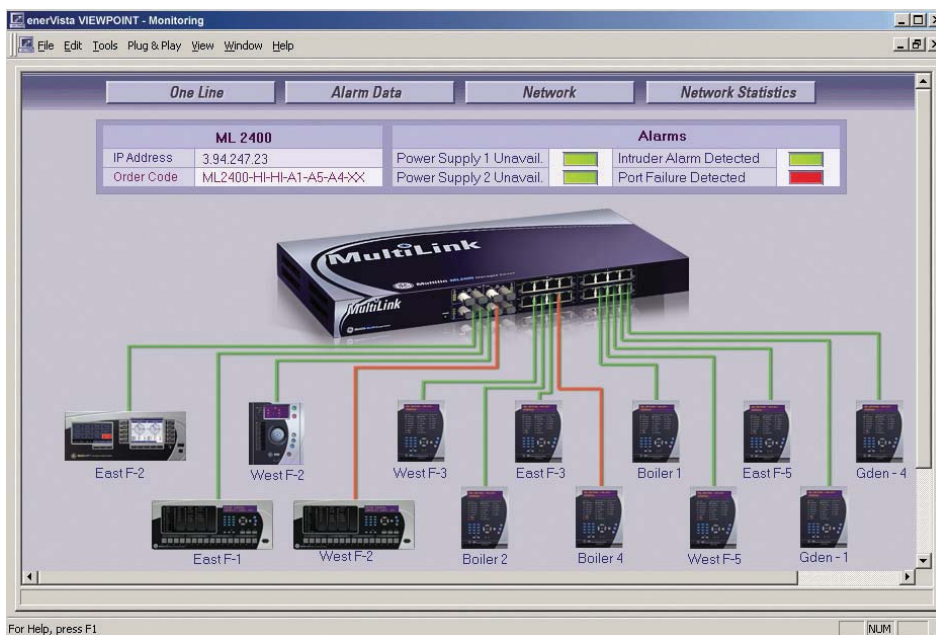 enerVista VIEWPOINT - Monitoring
File Edit Tools Plug & Play View Window Help
One Line Alarm Data Network Network Statistics
ML 2400 Alarms
IP Address 3.94.247.23 Power Supply 1 Unavail. Intruder Alarm Detected
Order Code ML2400-HI-HI-A1-A5-A4-XX Power Supply 2 Unavail. Port Failure Detected
MultiLink
Multilin ML2400 Managed Switch
MultiLink
East F-2 West F-2 West F-3 East F-3 Boiler 1 East F-5 Gden - 4
East F-1 West F-2 Boiler 2 Boiler 4 West F-5 Gden - 1
For Help, press F1 NUM